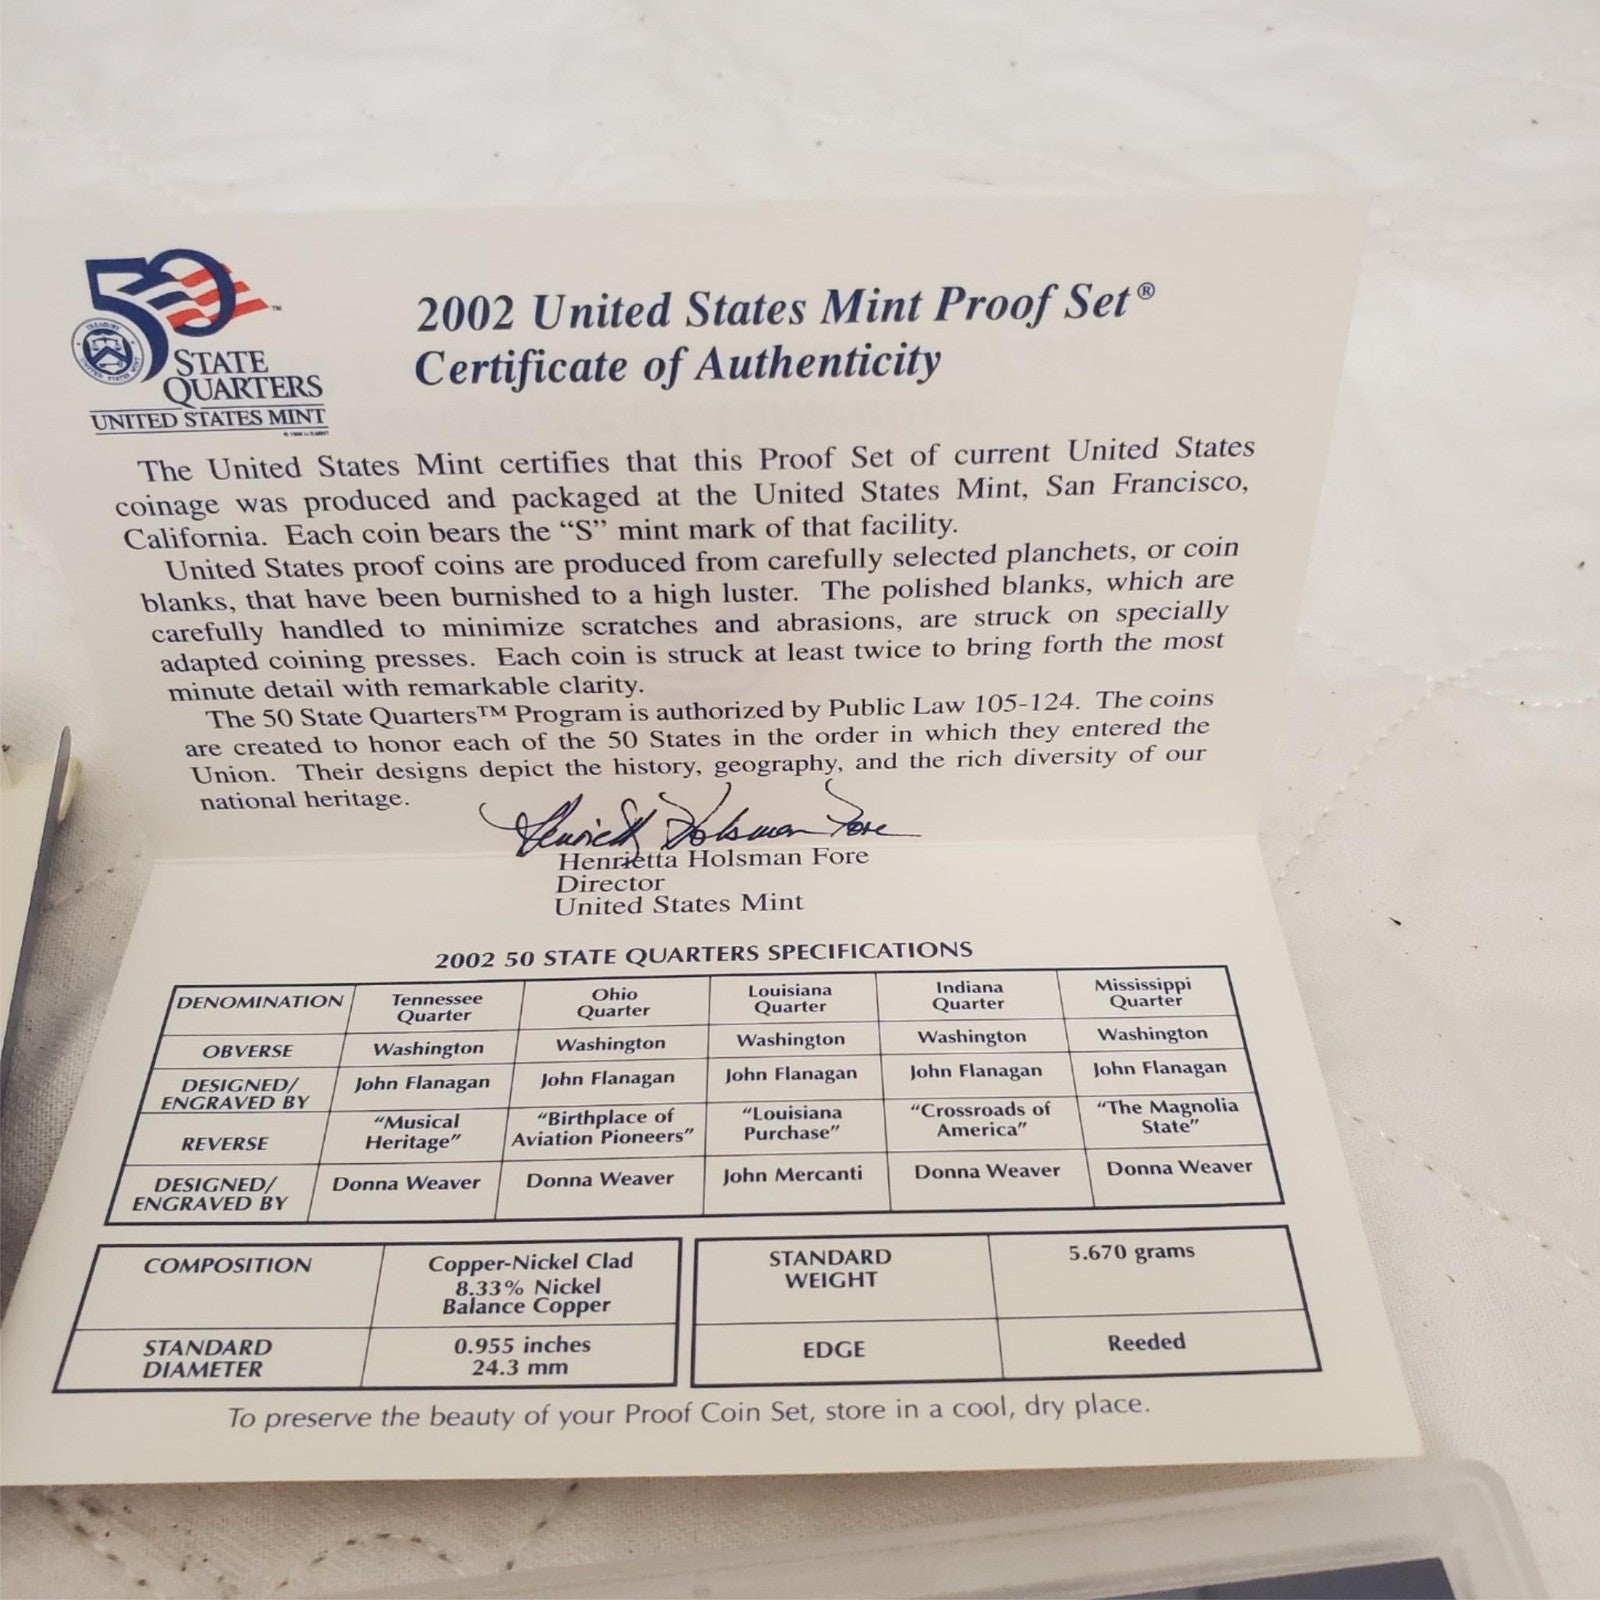 50
™
STATE
QUARTERS
UNITED STATES MINT
2002 United States Mint Proof Set®
Certificate of Authenticity
The United States Mint certifies that this Proof Set of current United States
coinage was produced and packaged at the United States Mint, San Francisco,
California. Each coin bears the “S” mint mark of that facility.
United States proof coins are produced from carefully selected planchets, or coin
blanks, that have been burnished to a high luster. The polished blanks, which are
carefully handled to minimize scratches and abrasions, are struck on specially
adapted coining presses. Each coin is struck at least twice to bring forth the most
minute detail with remarkable clarity.
The 50 State Quarters™ Program is authorized by Public Law 105-124. The coins
are created to honor each of the 50 States in the order in which they entered the
Union. Their designs depict the history, geography, and the rich diversity of our
national heritage.
Henrietta Holsman Fore
Henrietta Holsman Fore
Director
United States Mint
2002 50 STATE QUARTERS SPECIFICATIONS
DENOMINATION Tennessee Quarter Ohio Quarter Louisiana Quarter Indiana Quarter Mississippi Quarter
OBVERSE Washington Washington Washington Washington Washington
DESIGNED/ ENGRAVED BY John Flanagan John Flanagan John Flanagan John Flanagan John Flanagan
REVERSE “Musical Heritage” “Birthplace of Aviation Pioneers” “Louisiana Purchase” “Crossroads of America” “The Magnolia State”
DESIGNED/ ENGRAVED BY Donna Weaver Donna Weaver John Mercanti Donna Weaver Donna Weaver
COMPOSITION Copper-Nickel Clad
8.33% Nickel
Balance Copper
STANDARD DIAMETER 0.955 inches
24.3 mm
STANDARD WEIGHT 5.670 grams
EDGE Reeded
To preserve the beauty of your Proof Coin Set, store in a cool, dry place.